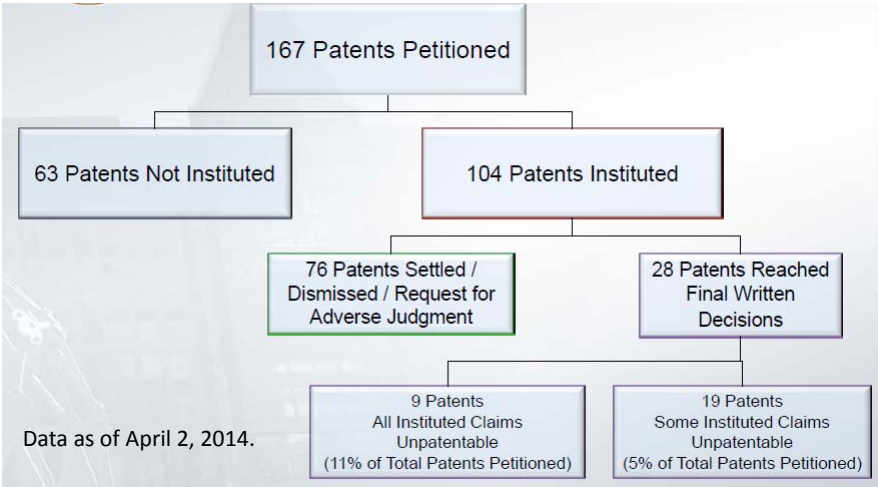 167 Patents Petitioned
63 Patents Not Instituted
104 Patents Instituted
76 Patents Settled /
Dismissed / Request for
Adverse Judgment
28 Patents Reached
Final Written
Decisions
9 Patents
All Instituted Claims
Unpatentable
(11% of Total Patents Petitioned)
19 Patents
Some Instituted Claims
Unpatentable
(5% of Total Patents Petitioned)
Data as of April 2, 2014.